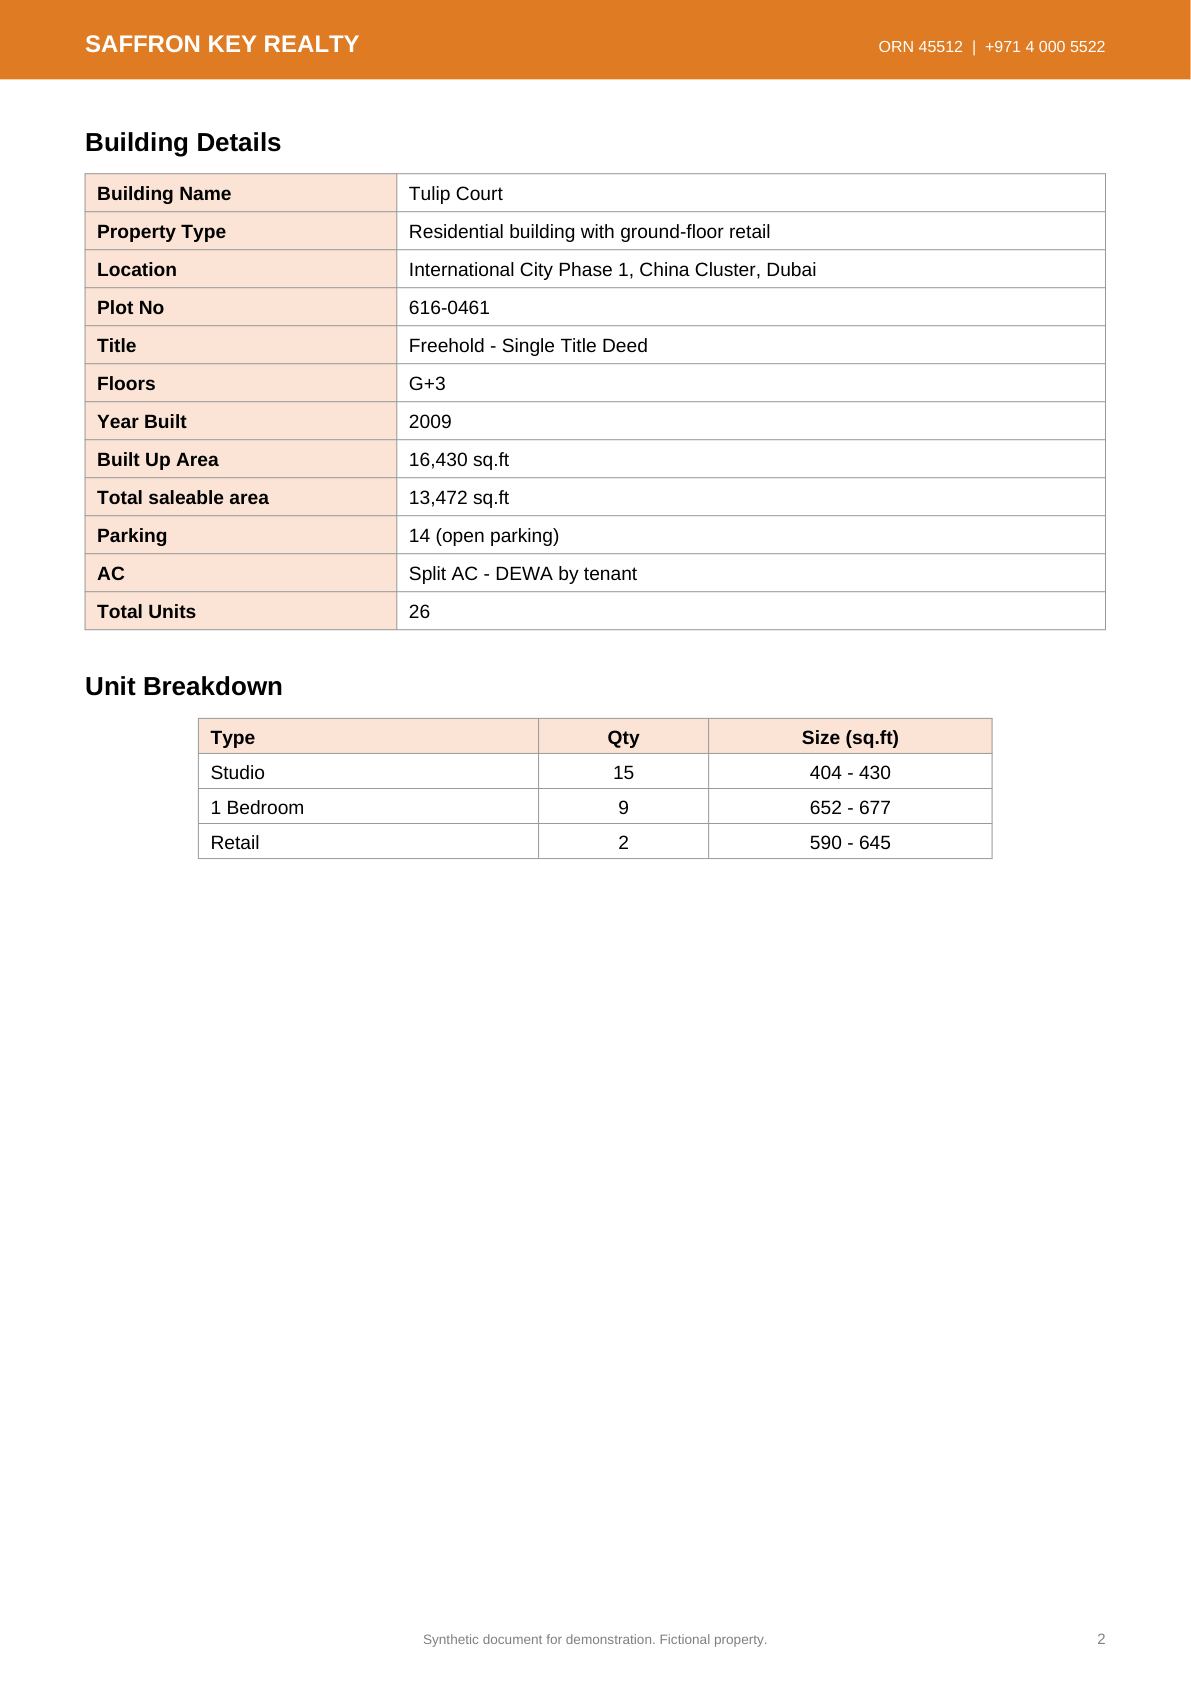 SAFFRON KEY REALTY
ORN 45512 | +971 4 000 5522
Building Details
Building Name Tulip Court
Property Type Residential building with ground-floor retail
Location International City Phase 1, China Cluster, Dubai
Plot No 616-0461
Title Freehold - Single Title Deed
Floors G+3
Year Built 2009
Built Up Area 16,430 sq.ft
Total saleable area 13,472 sq.ft
Parking 14 (open parking)
AC Split AC - DEWA by tenant
Total Units 26
Unit Breakdown
Type Qty Size (sq.ft)
Studio 15 404 - 430
1 Bedroom 9 652 - 677
Retail 2 590 - 645
Synthetic document for demonstration. Fictional property.
2